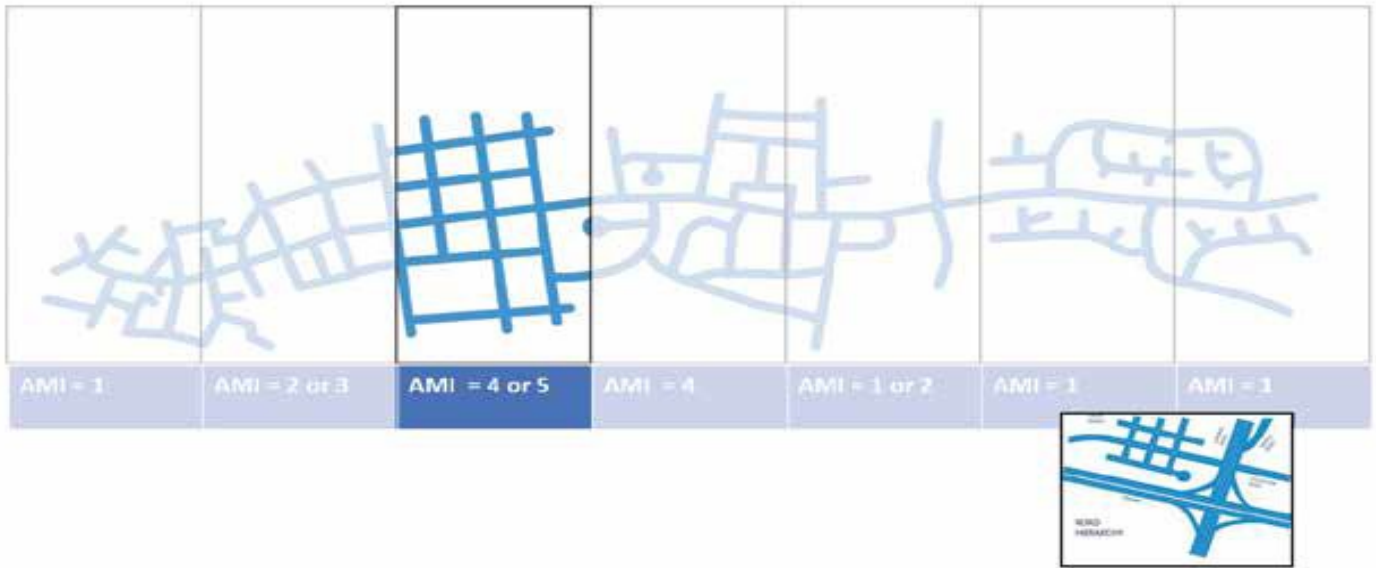 AMI = 1
AMI = 2 or 3
AMI = 4 or 5
AMI = 4
AMI = 1 or 2
AMI = 1
AMI = 1
ROAD
HIERARCHY